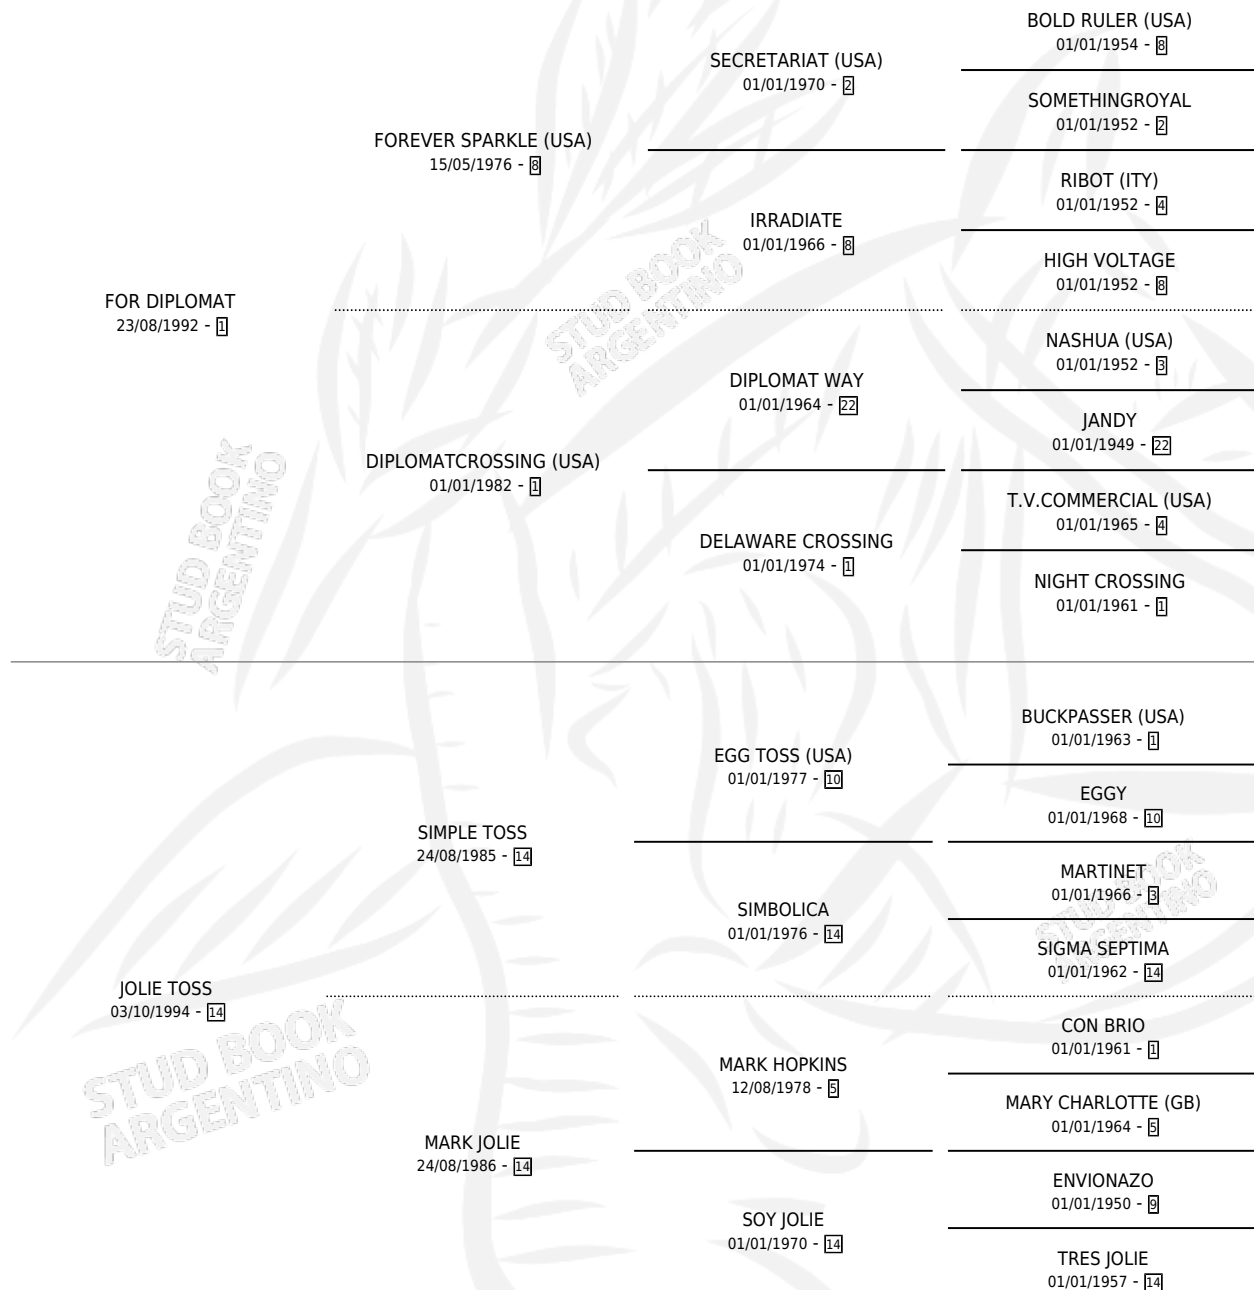 BOLD RULER (USA)
01/01/1954 - 8
SECRETARIAT (USA)
01/01/1970 - 2
SOMETHINGROYAL
01/01/1952 - 2
FOREVER SPARKLE (USA)
15/05/1976 - 8
RIBOT (ITY)
01/01/1952 - 4
IRRADIATE
01/01/1966 - 8
HIGH VOLTAGE
01/01/1952 - 8
FOR DIPLOMAT
23/08/1992 - 1
NASHUA (USA)
01/01/1952 - 3
DIPLOMAT WAY
01/01/1964 - 22
JANDY
01/01/1949 - 22
DIPLOMATCROSSING (USA)
01/01/1982 - 1
T.V.COMMERCIAL (USA)
01/01/1965 - 4
DELAWARE CROSSING
01/01/1974 - 1
NIGHT CROSSING
01/01/1961 - 1
BUCKPASSER (USA)
01/01/1963 - 1
EGG TOSS (USA)
01/01/1977 - 10
EGGY
01/01/1968 - 10
SIMPLE TOSS
24/08/1985 - 14
MARTINET
01/01/1966 - 3
SIMBOLICA
01/01/1976 - 14
SIGMA SEPTIMA
01/01/1962 - 14
JOLIE TOSS
03/10/1994 - 14
CON BRIO
01/01/1961 - 1
MARK HOPKINS
12/08/1978 - 5
MARY CHARLOTTE (GB)
01/01/1964 - 5
MARK JOLIE
24/08/1986 - 14
ENVIONAZO
01/01/1950 - 9
SOY JOLIE
01/01/1970 - 14
TRES JOLIE
01/01/1957 - 14
STUD BOOK
ARGENTINO
STUD BOOK
ARGENTINO
STUD BOOK
ARGENTINO
STUD BOOK
ARGENTINO